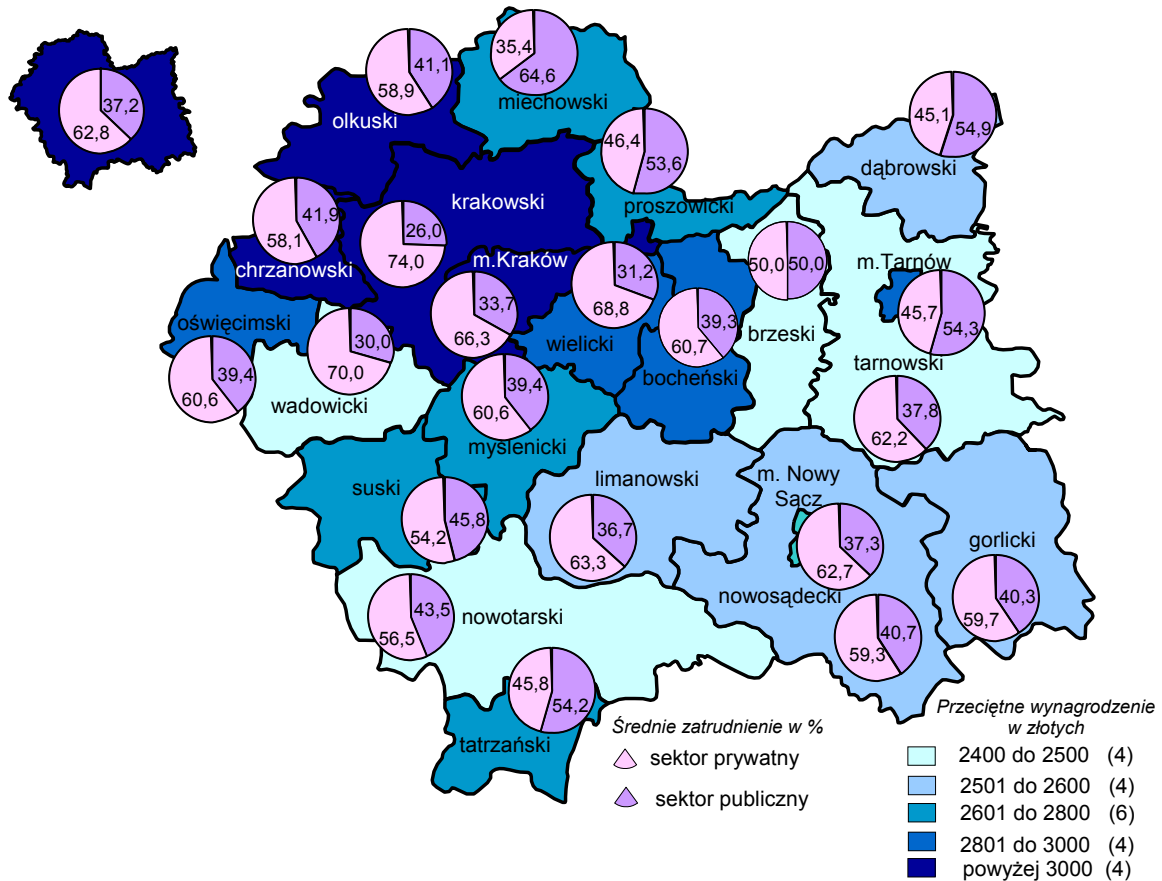 35,4
64,6
miechowski
41,1
58,9
olkuski
37,2
62,8
45,1
54,9
dąbrowski
46,4
53,6
proszowicki
krakowski
41,9
58,1
chrzanowski
26,0
74,0
m.Kraków
33,7
66,3
31,2
68,8
wielicki
50,0
50,0
brzeski
m.Tarnów
45,7
54,3
tarnowski
37,8
62,2
39,3
60,7
bocheński
oświęcimski
39,4
60,6
30,0
70,0
wadowicki
39,4
60,6
myslenicki
suski
45,8
54,2
limanowski
36,7
63,3
m. Nowy
Sącz
37,3
62,7
nowosądecki
40,7
59,3
gorlicki
40,3
59,7
43,5
56,5
nowotarski
45,8
54,2
tatrzański
Średnie zatrudnienie w %
sektor prywatny
sektor publiczny
Przeciętne wynagrodzenie
w złotych
2400 do 2500 (4)
2501 do 2600 (4)
2601 do 2800 (6)
2801 do 3000 (4)
powyżej 3000 (4)